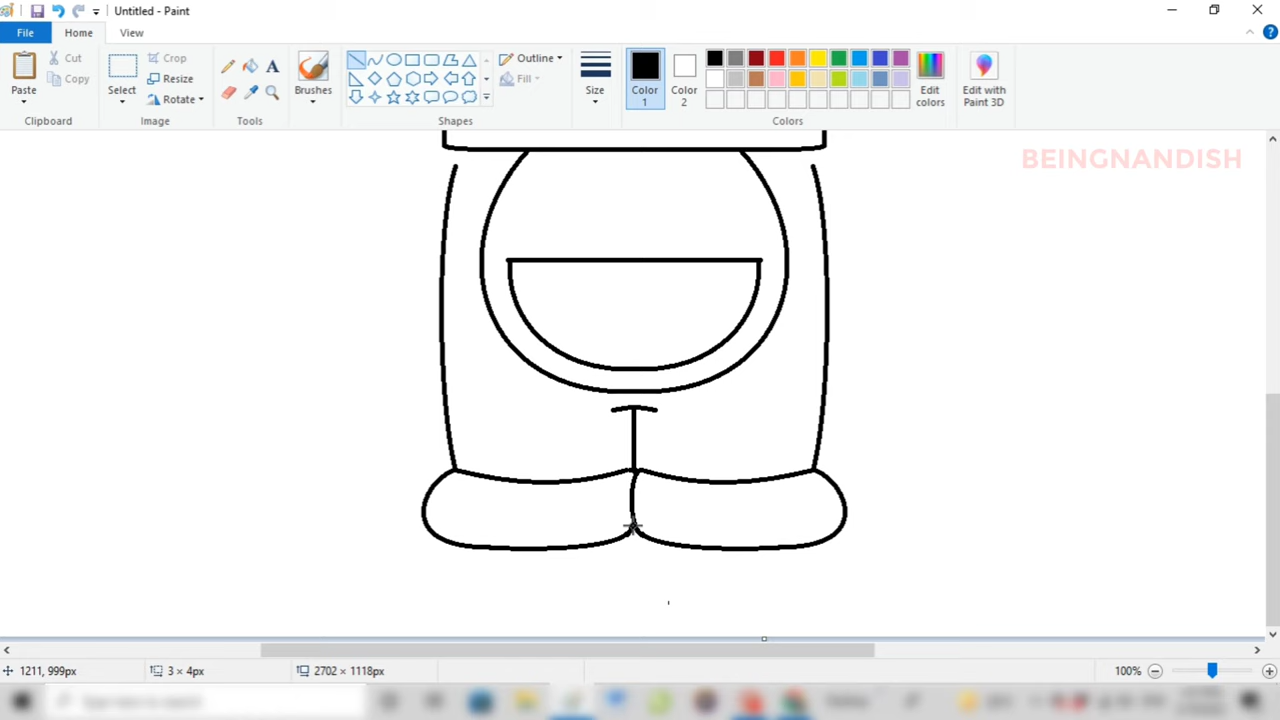 Untitled - Paint
File
Home
View
Paste
Cut
Copy
Clipboard
Select
Crop
Resize
Rotate
Image
Tools
Brushes
Outline
Fill
Shapes
Size
Color 1
Color 2
Edit colors
Colors
Edit with Paint 3D
BEINGNANDISH
1211, 999px
3 × 4px
2702 × 1118px
100%